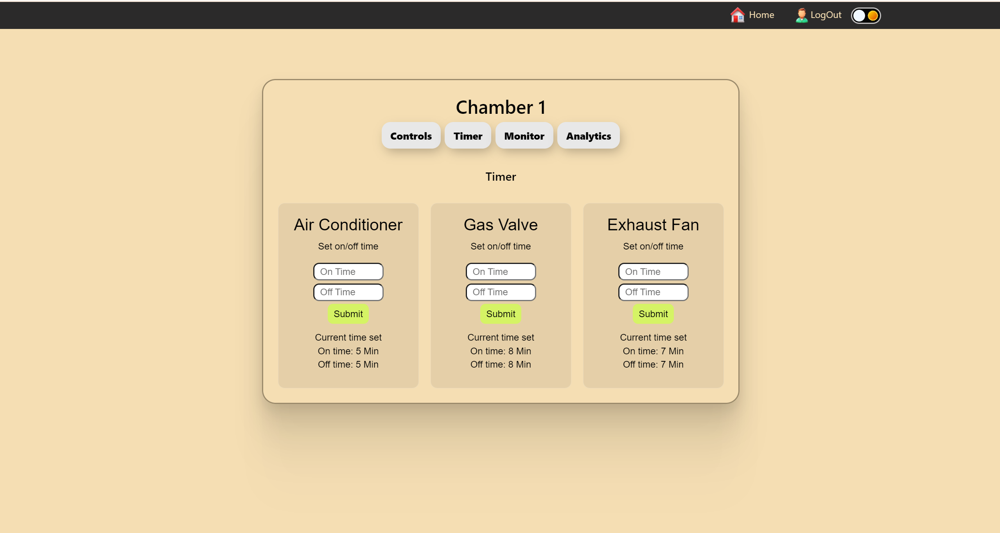 Home LogOut
Chamber 1
Controls Timer Monitor Analytics
Timer
Air Conditioner
Set on/off time
On Time
Off Time
Submit
Current time set
On time: 5 Min
Off time: 5 Min
Gas Valve
Set on/off time
On Time
Off Time
Submit
Current time set
On time: 8 Min
Off time: 8 Min
Exhaust Fan
Set on/off time
On Time
Off Time
Submit
Current time set
On time: 7 Min
Off time: 7 Min